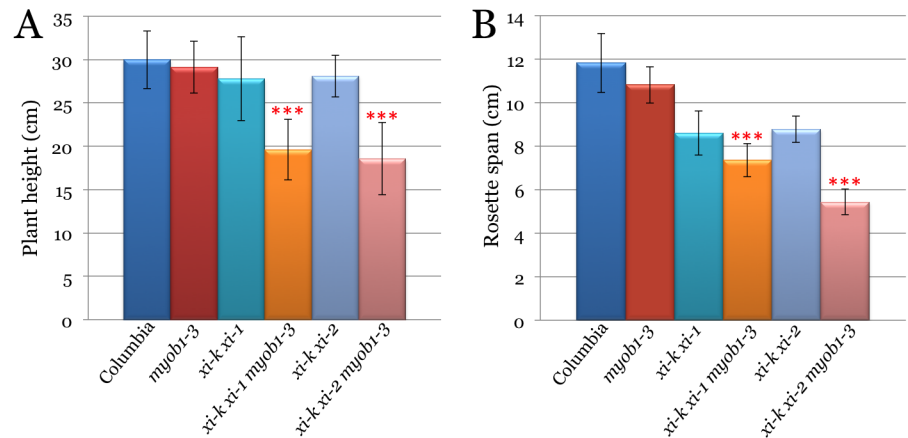 A
Plant height (cm)
35
30
25
20
15
10
5
0
***
***
Columbia
myob1-3
xi-k xi-1
xi-k xi-1 myob1-3
xi-k xi-2
xi-k xi-2 myob1-3
B
Rosette span (cm)
14
12
10
8
6
4
2
0
***
***
Columbia
myob1-3
xi-k xi-1
xi-k xi-1 myob1-3
xi-k xi-2
xi-k xi-2 myob1-3